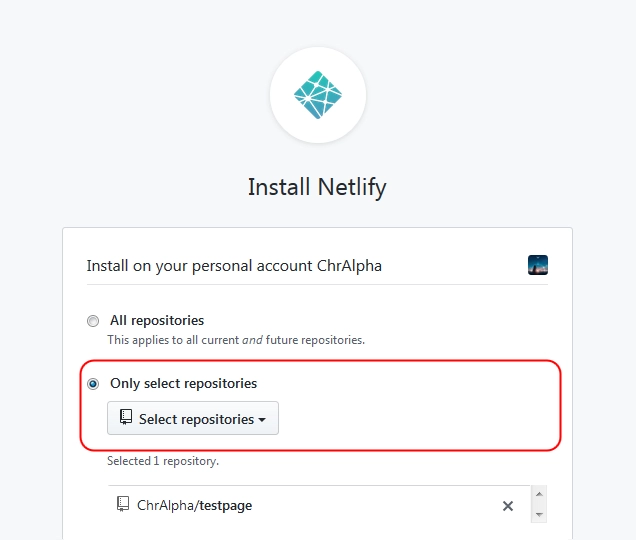 Install Netlify
Install on your personal account ChrAlpha
All repositories
This applies to all current and future repositories.
Only select repositories
Select repositories
Selected 1 repository.
ChrAlpha/testpage